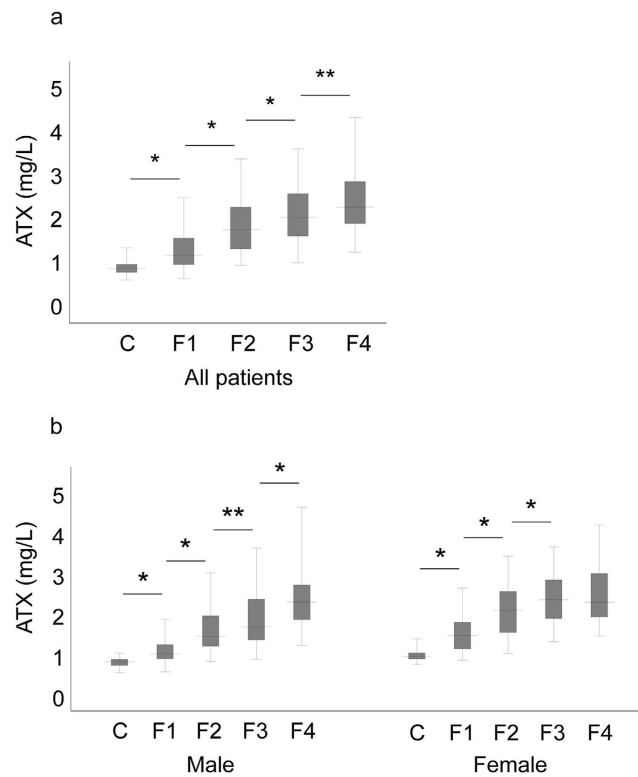 a
ATX (mg/L)
5
4
3
2
1
0
*
*
*
**
C F1 F2 F3 F4
All patients
b
ATX (mg/L)
5
4
3
2
1
0
*
*
**
*
*
*
*
C F1 F2 F3 F4 C F1 F2 F3 F4
Male Female